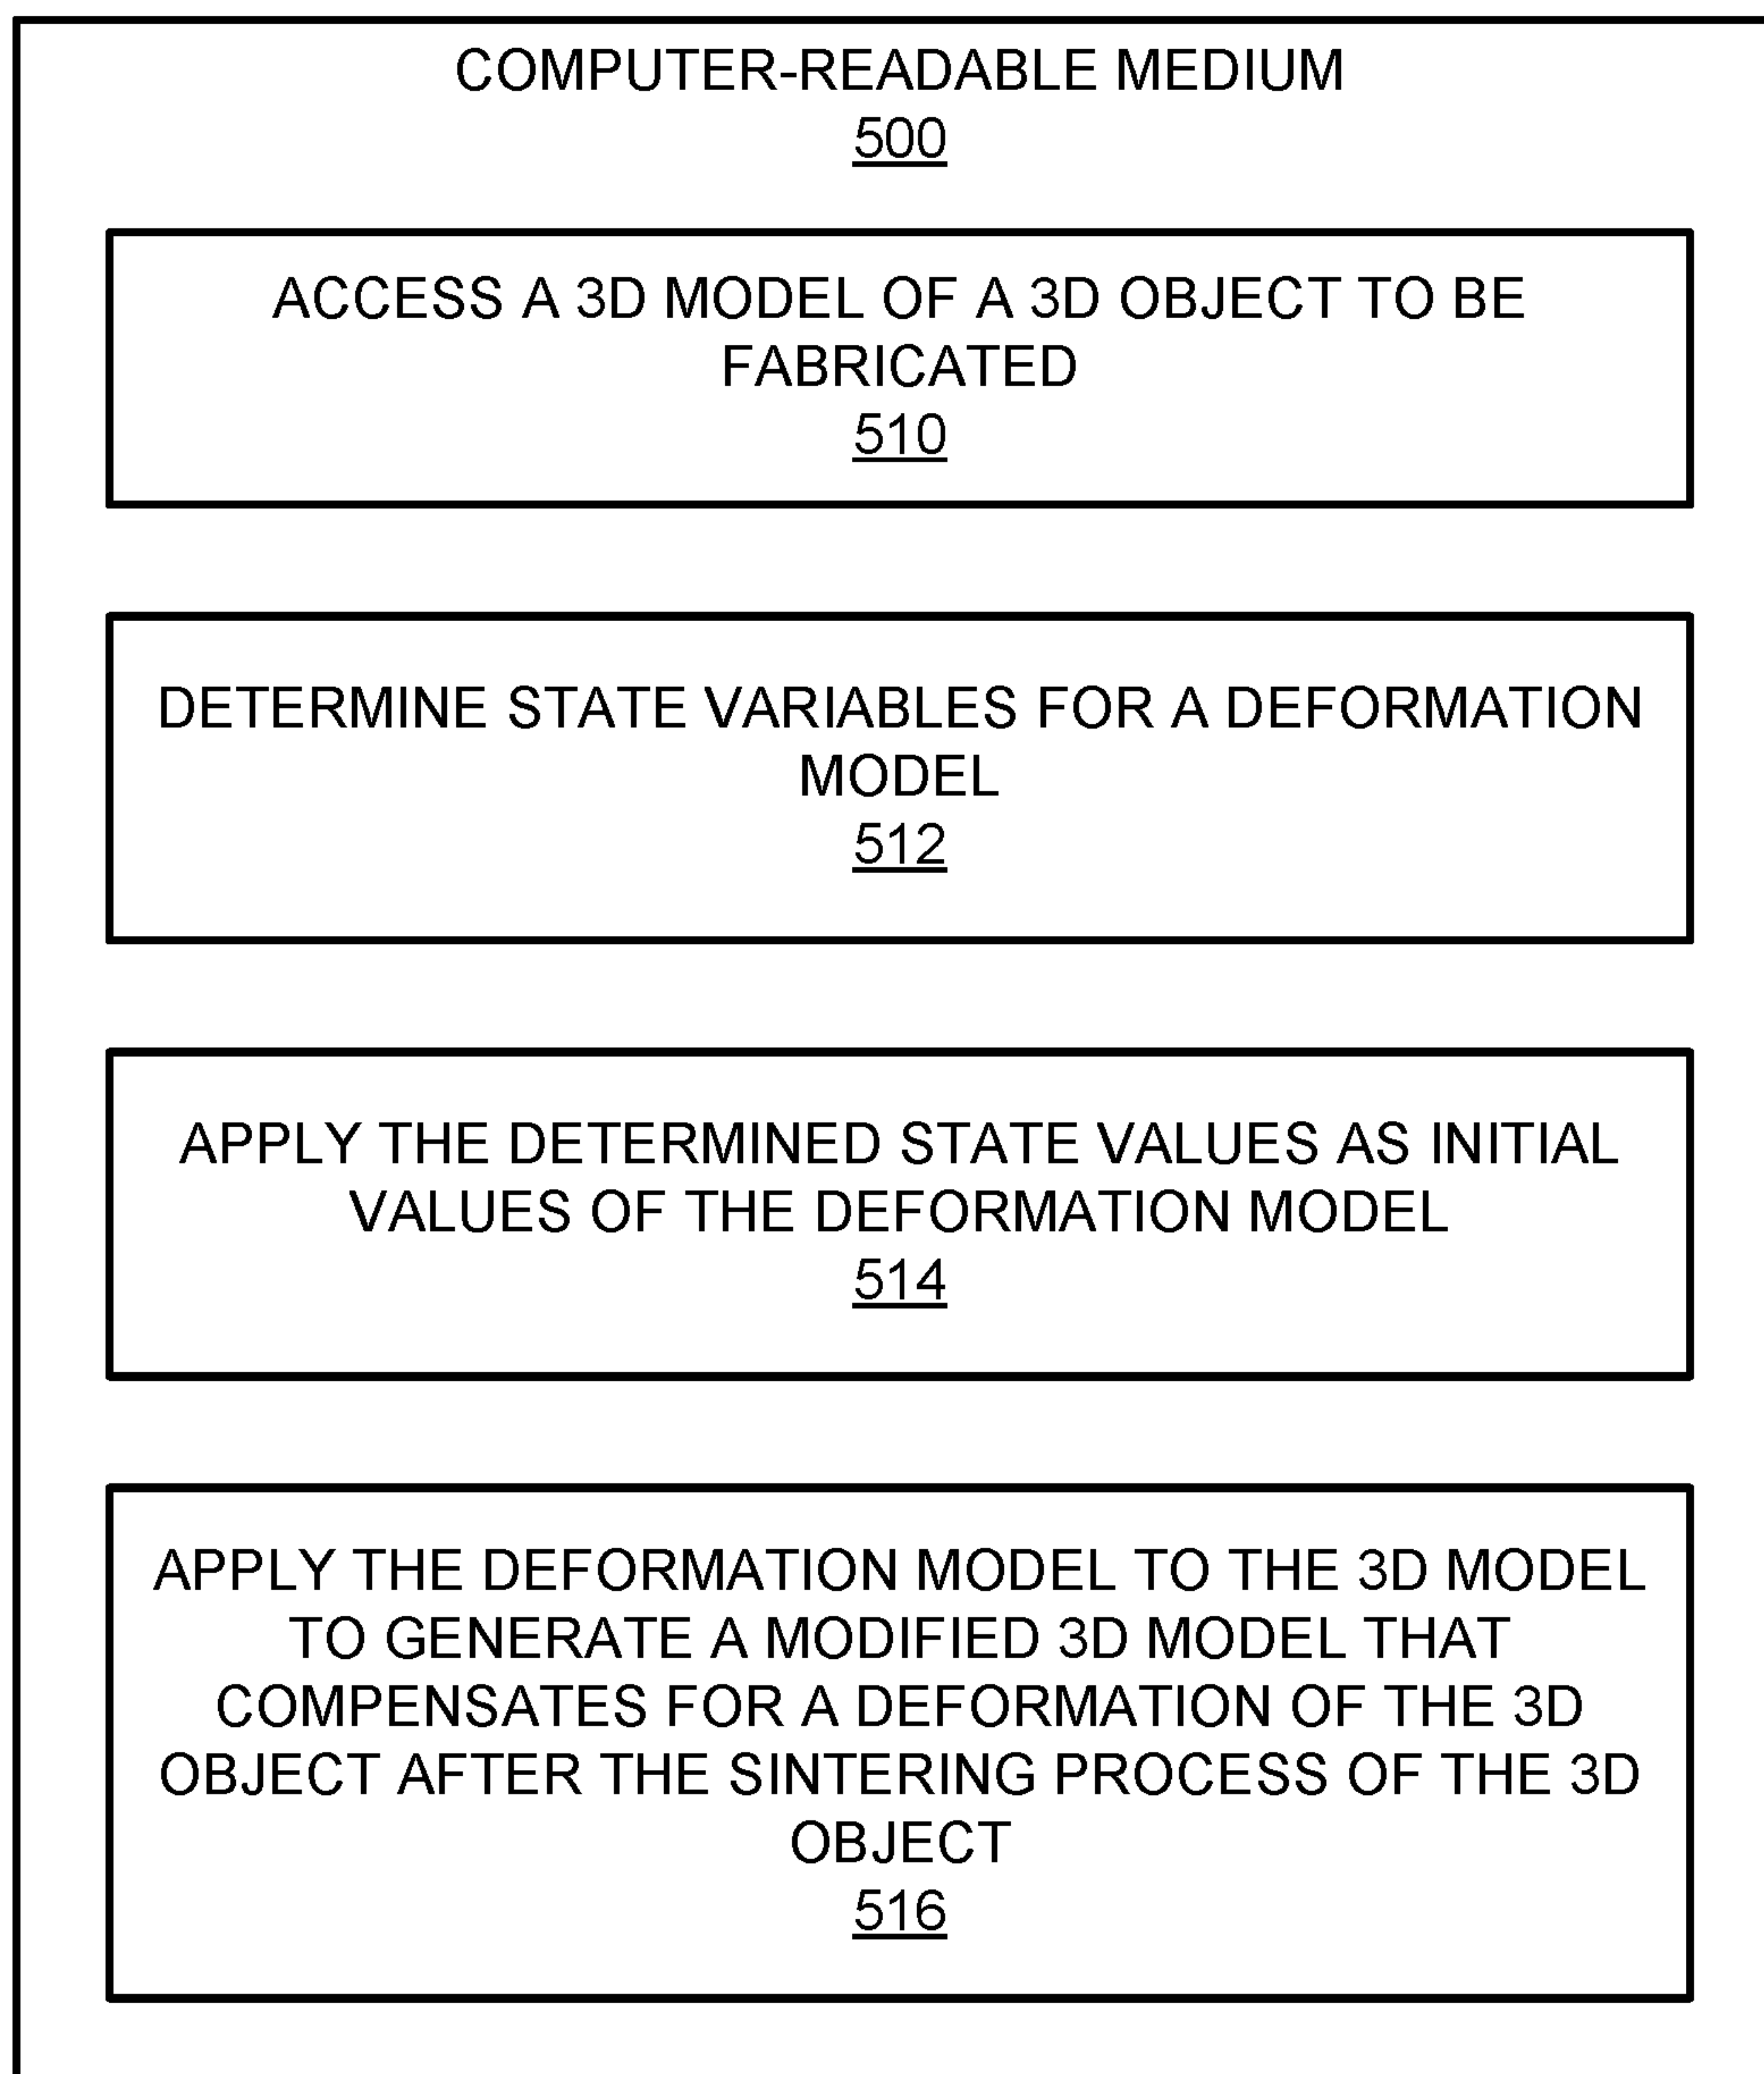 COMPUTER-READABLE MEDIUM
500
ACCESS A 3D MODEL OF A 3D OBJECT TO BE
FABRICATED
510
DETERMINE STATE VARIABLES FOR A DEFORMATION
MODEL
512
APPLY THE DETERMINED STATE VALUES AS INITIAL
VALUES OF THE DEFORMATION MODEL
514
APPLY THE DEFORMATION MODEL TO THE 3D MODEL
TO GENERATE A MODIFIED 3D MODEL THAT
COMPENSATES FOR A DEFORMATION OF THE 3D
OBJECT AFTER THE SINTERING PROCESS OF THE 3D
OBJECT
516